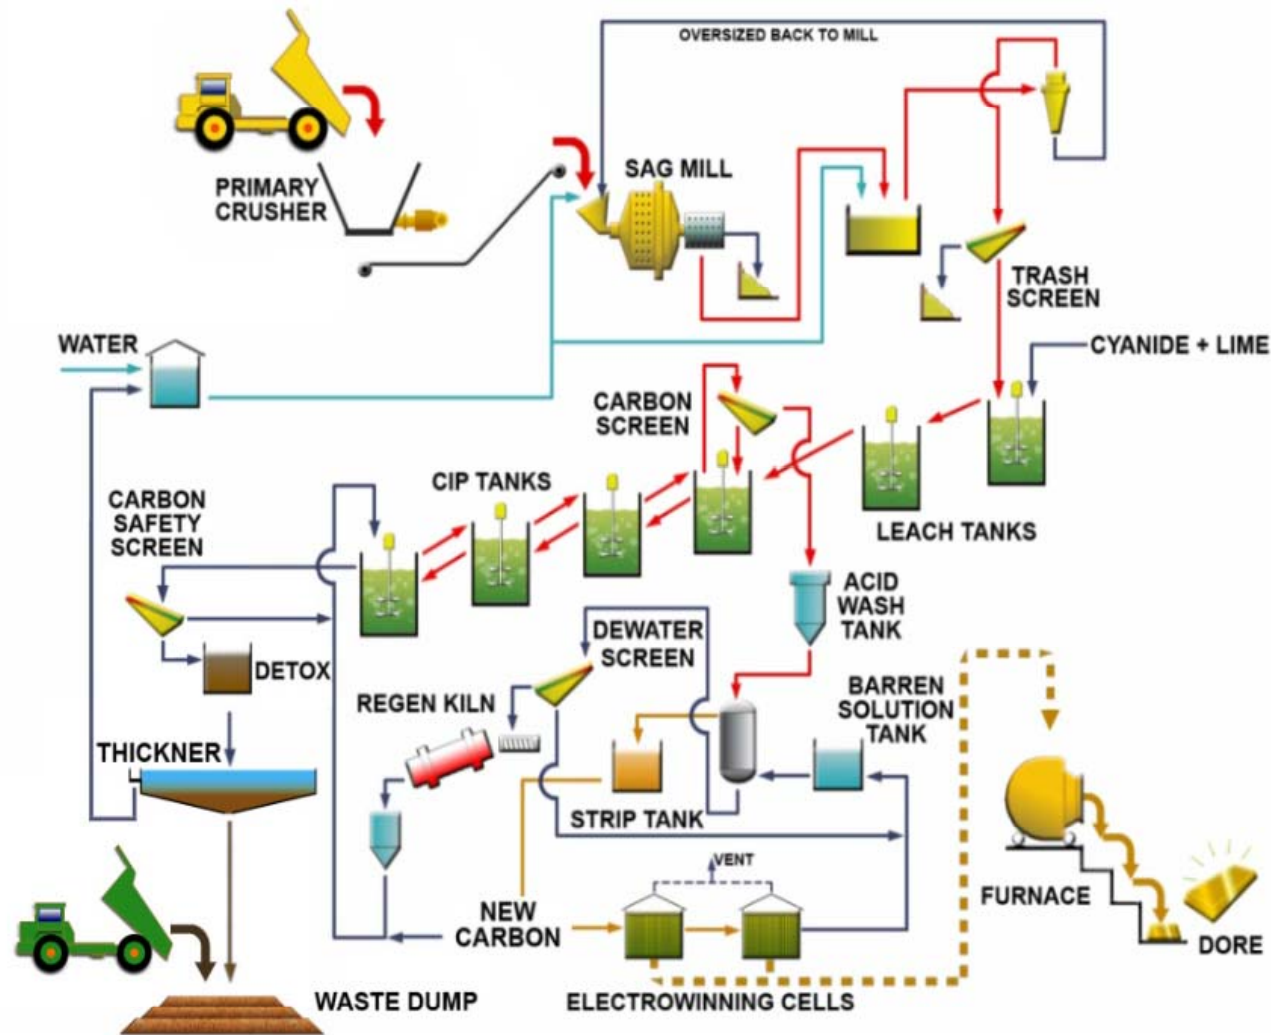 OVERSIZED BACK TO MILL
PRIMARY
CRUSHER
SAG MILL
TRASH
SCREEN
WATER
CYANIDE + LIME
CARBON
SCREEN
CIP TANKS
LEACH TANKS
CARBON
SAFETY
SCREEN
ACID
WASH
TANK
DEWATER
SCREEN
DETOX
REGEN KILN
BARREN
SOLUTION
TANK
THICKNER
STRIP TANK
VENT
FURNACE
NEW
CARBON
DORE
WASTE DUMP
ELECTROWINNING CELLS